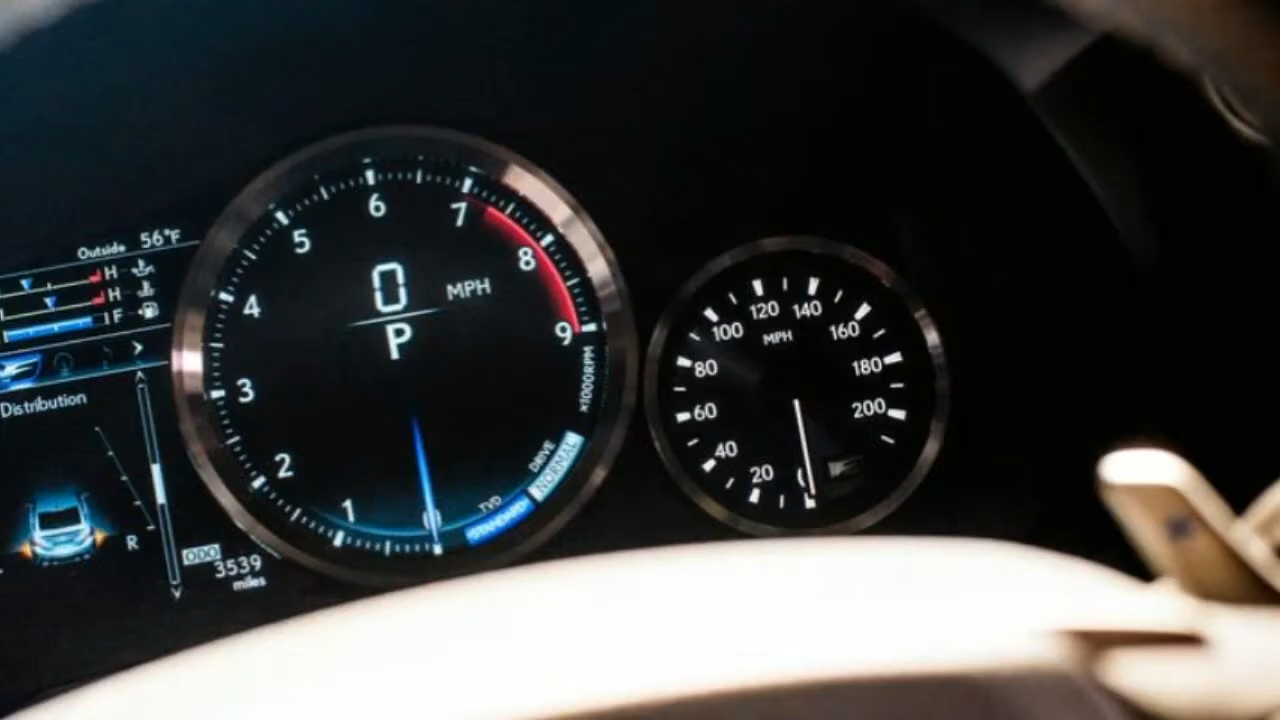 Outside 56°F
H
H
F
Distribution
R
ODO
3539
miles
0 MPH
P
1
2
3
4
5
6
7
8
9
x1000RPM
DRIVE
NORMAL
TVD
STANDARD
0
MPH
20
40
60
80
100
120
140
160
180
200